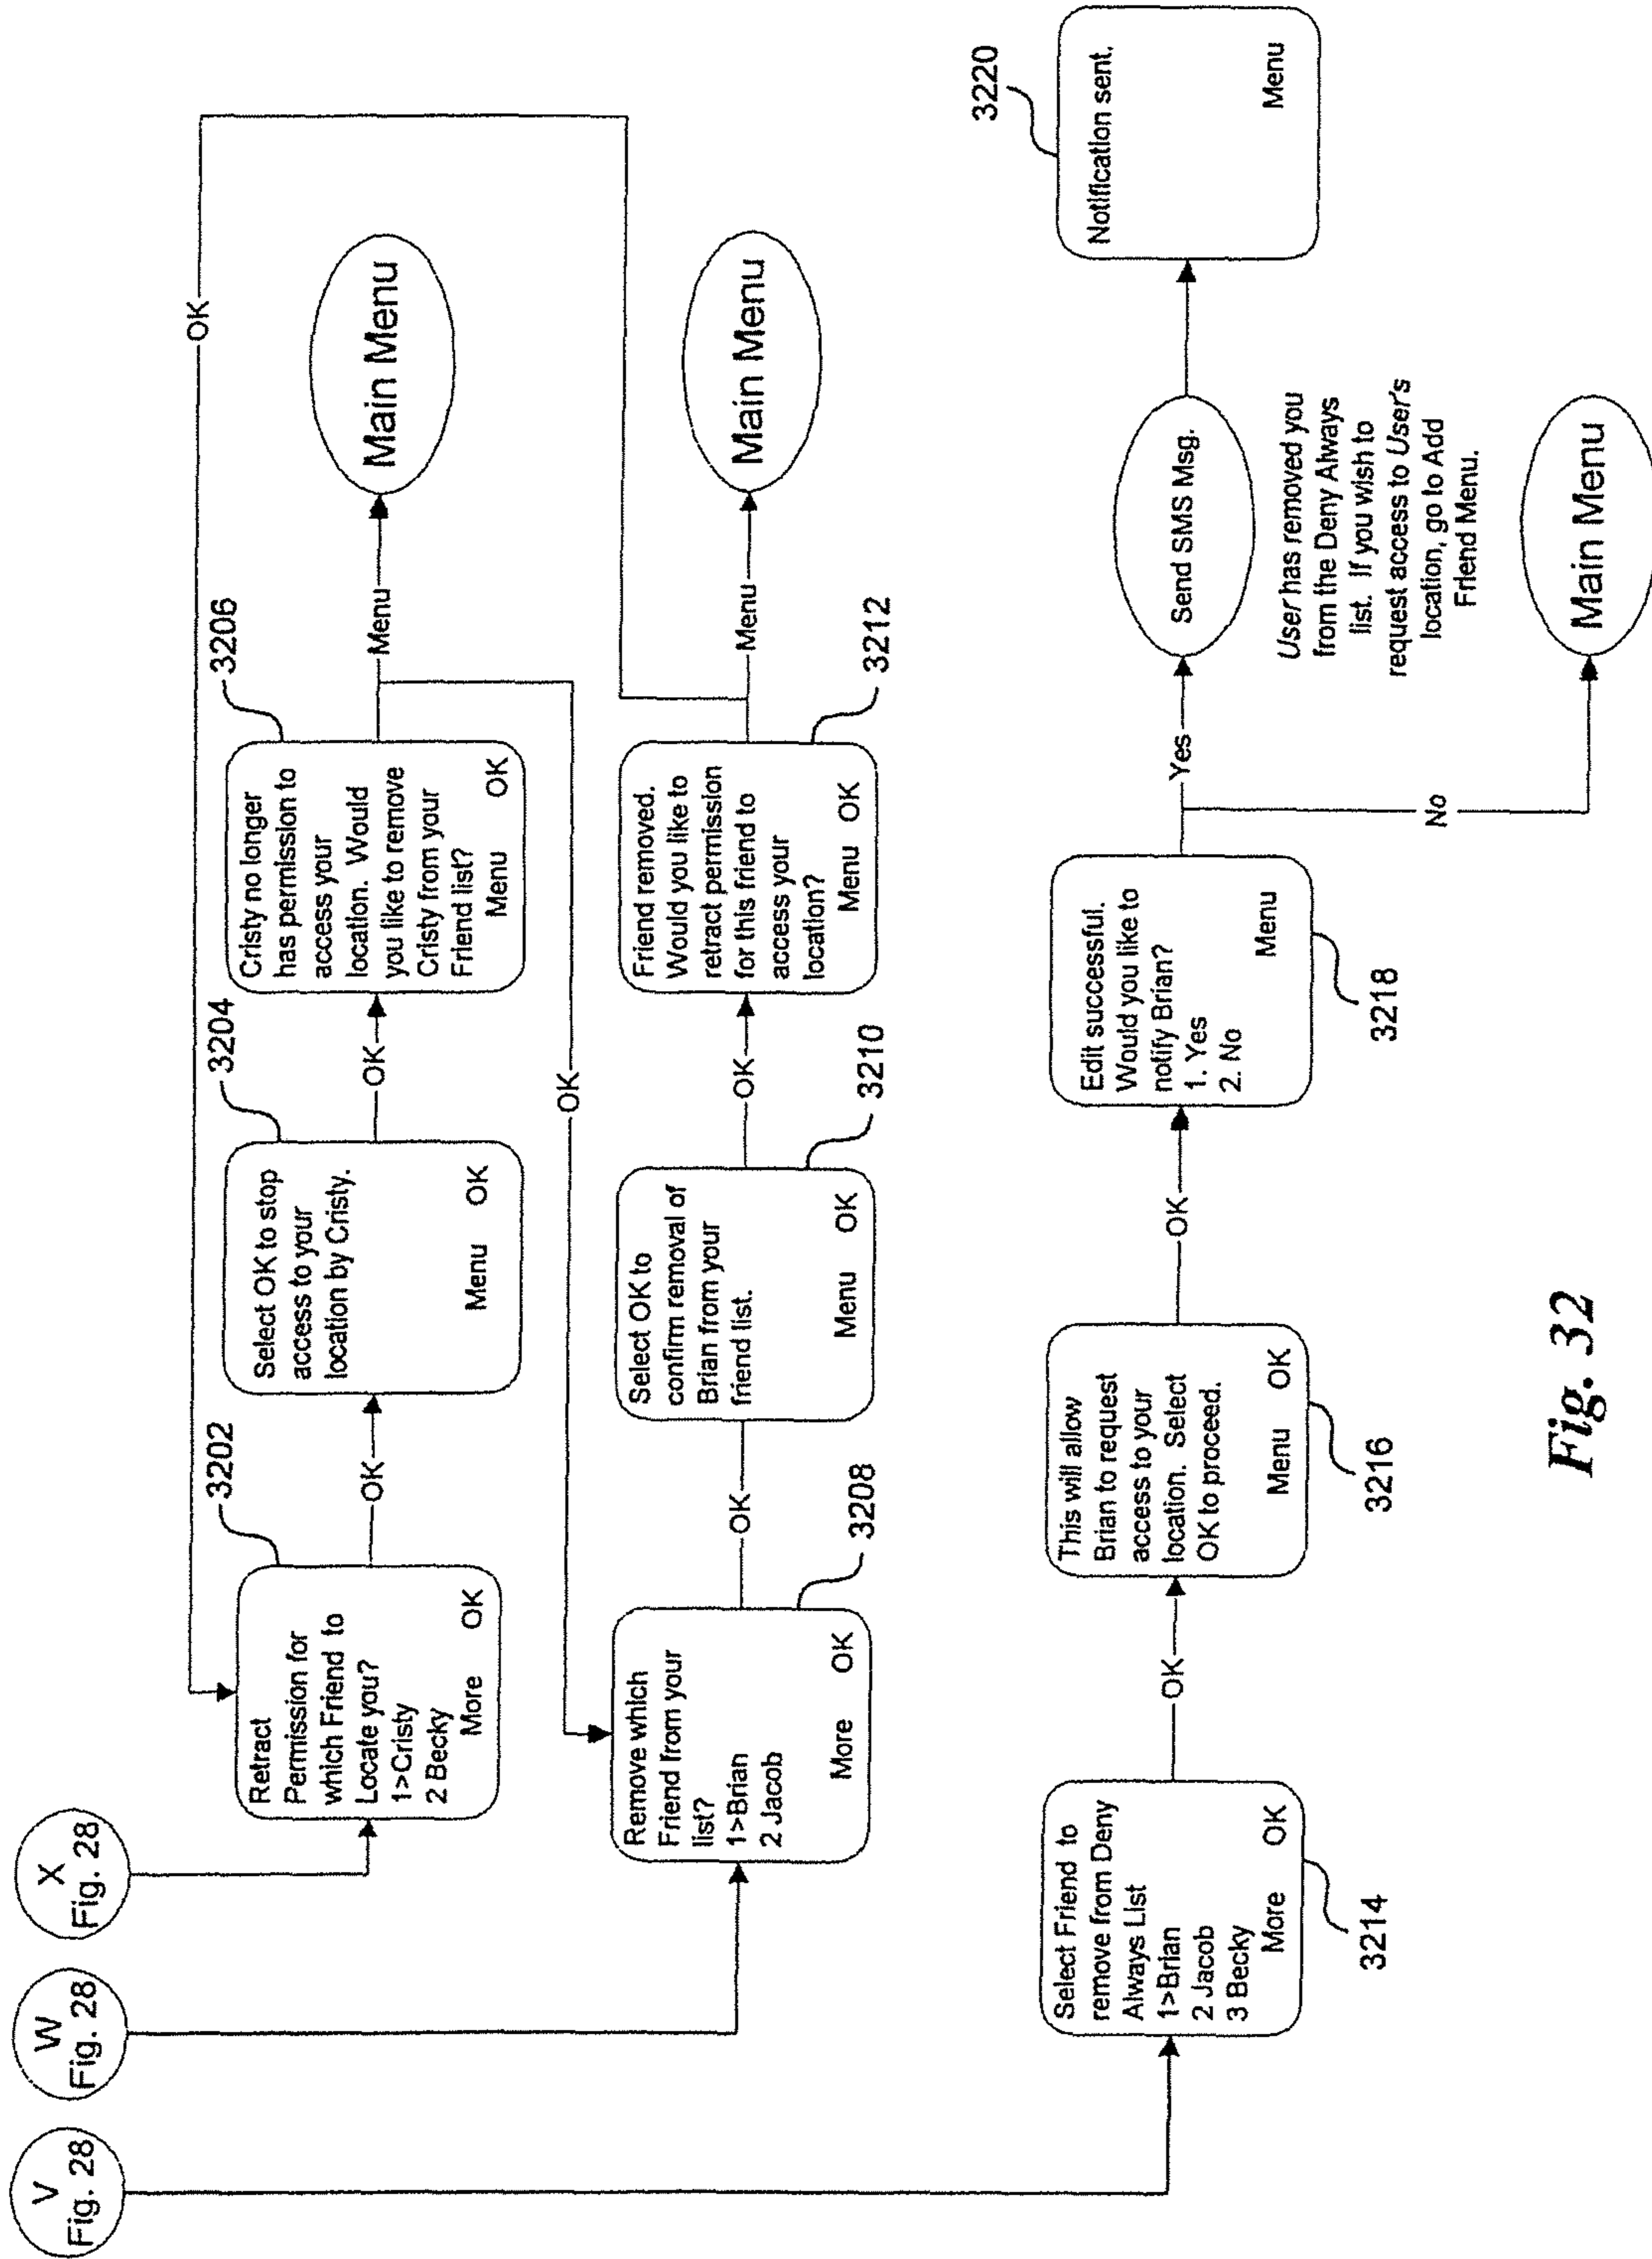 V
Fig. 28
W
Fig. 28
X
Fig. 28
OK
3202
Retract
Permission for
which Friend to
Locate you?
1>Cristy
2 Becky
More OK
OK
3204
Select OK to stop
access to your
location by Cristy.
Menu OK
OK
3206
Cristy no longer
has permission to
access your
location. Would
you like to remove
Cristy from your
Friend list?
Menu OK
Menu
Main Menu
OK
Remove which
Friend from your
list?
1>Brian
2 Jacob
More OK
3208
OK
Select OK to
confirm removal of
Brian from your
friend list.
Menu OK
3210
OK
Friend removed.
Would you like to
retract permission
for this friend to
access your
location?
Menu OK
3212
Menu
Main Menu
Select Friend to
remove from Deny
Always List
1>Brian
2 Jacob
3 Becky
More OK
3214
OK
This will allow
Brian to request
access to your
location. Select
OK to proceed.
Menu OK
3216
OK
Edit successful.
Would you like to
notify Brian?
1. Yes
2. No
Menu
3218
Yes
Send SMS Msg.
User has removed you
from the Deny Always
list. If you wish to
request access to User's
location, go to Add
Friend Menu.
3220
Notification sent.
Menu
No
Main Menu
Fig. 32